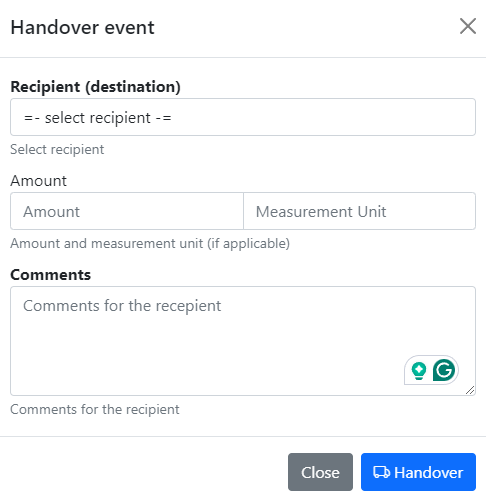 Handover event
Recipient (destination)
=- select recipient -=
Select recipient
Amount
Amount Measurement Unit
Amount and measurement unit (if applicable)
Comments
Comments for the recepient
Comments for the recipient
Close Handover